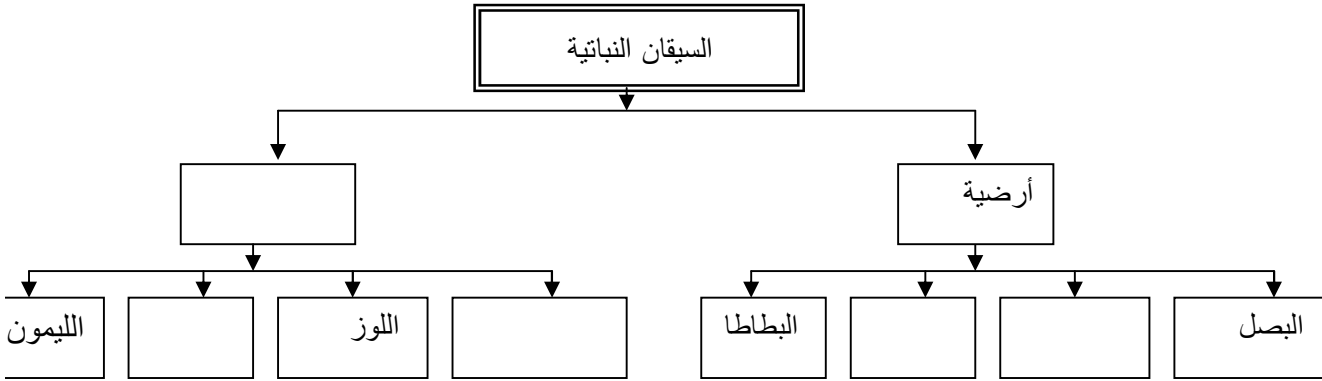 السيقان النباتية
أرضية
البصل
البطاطا
اللوز
الليمون